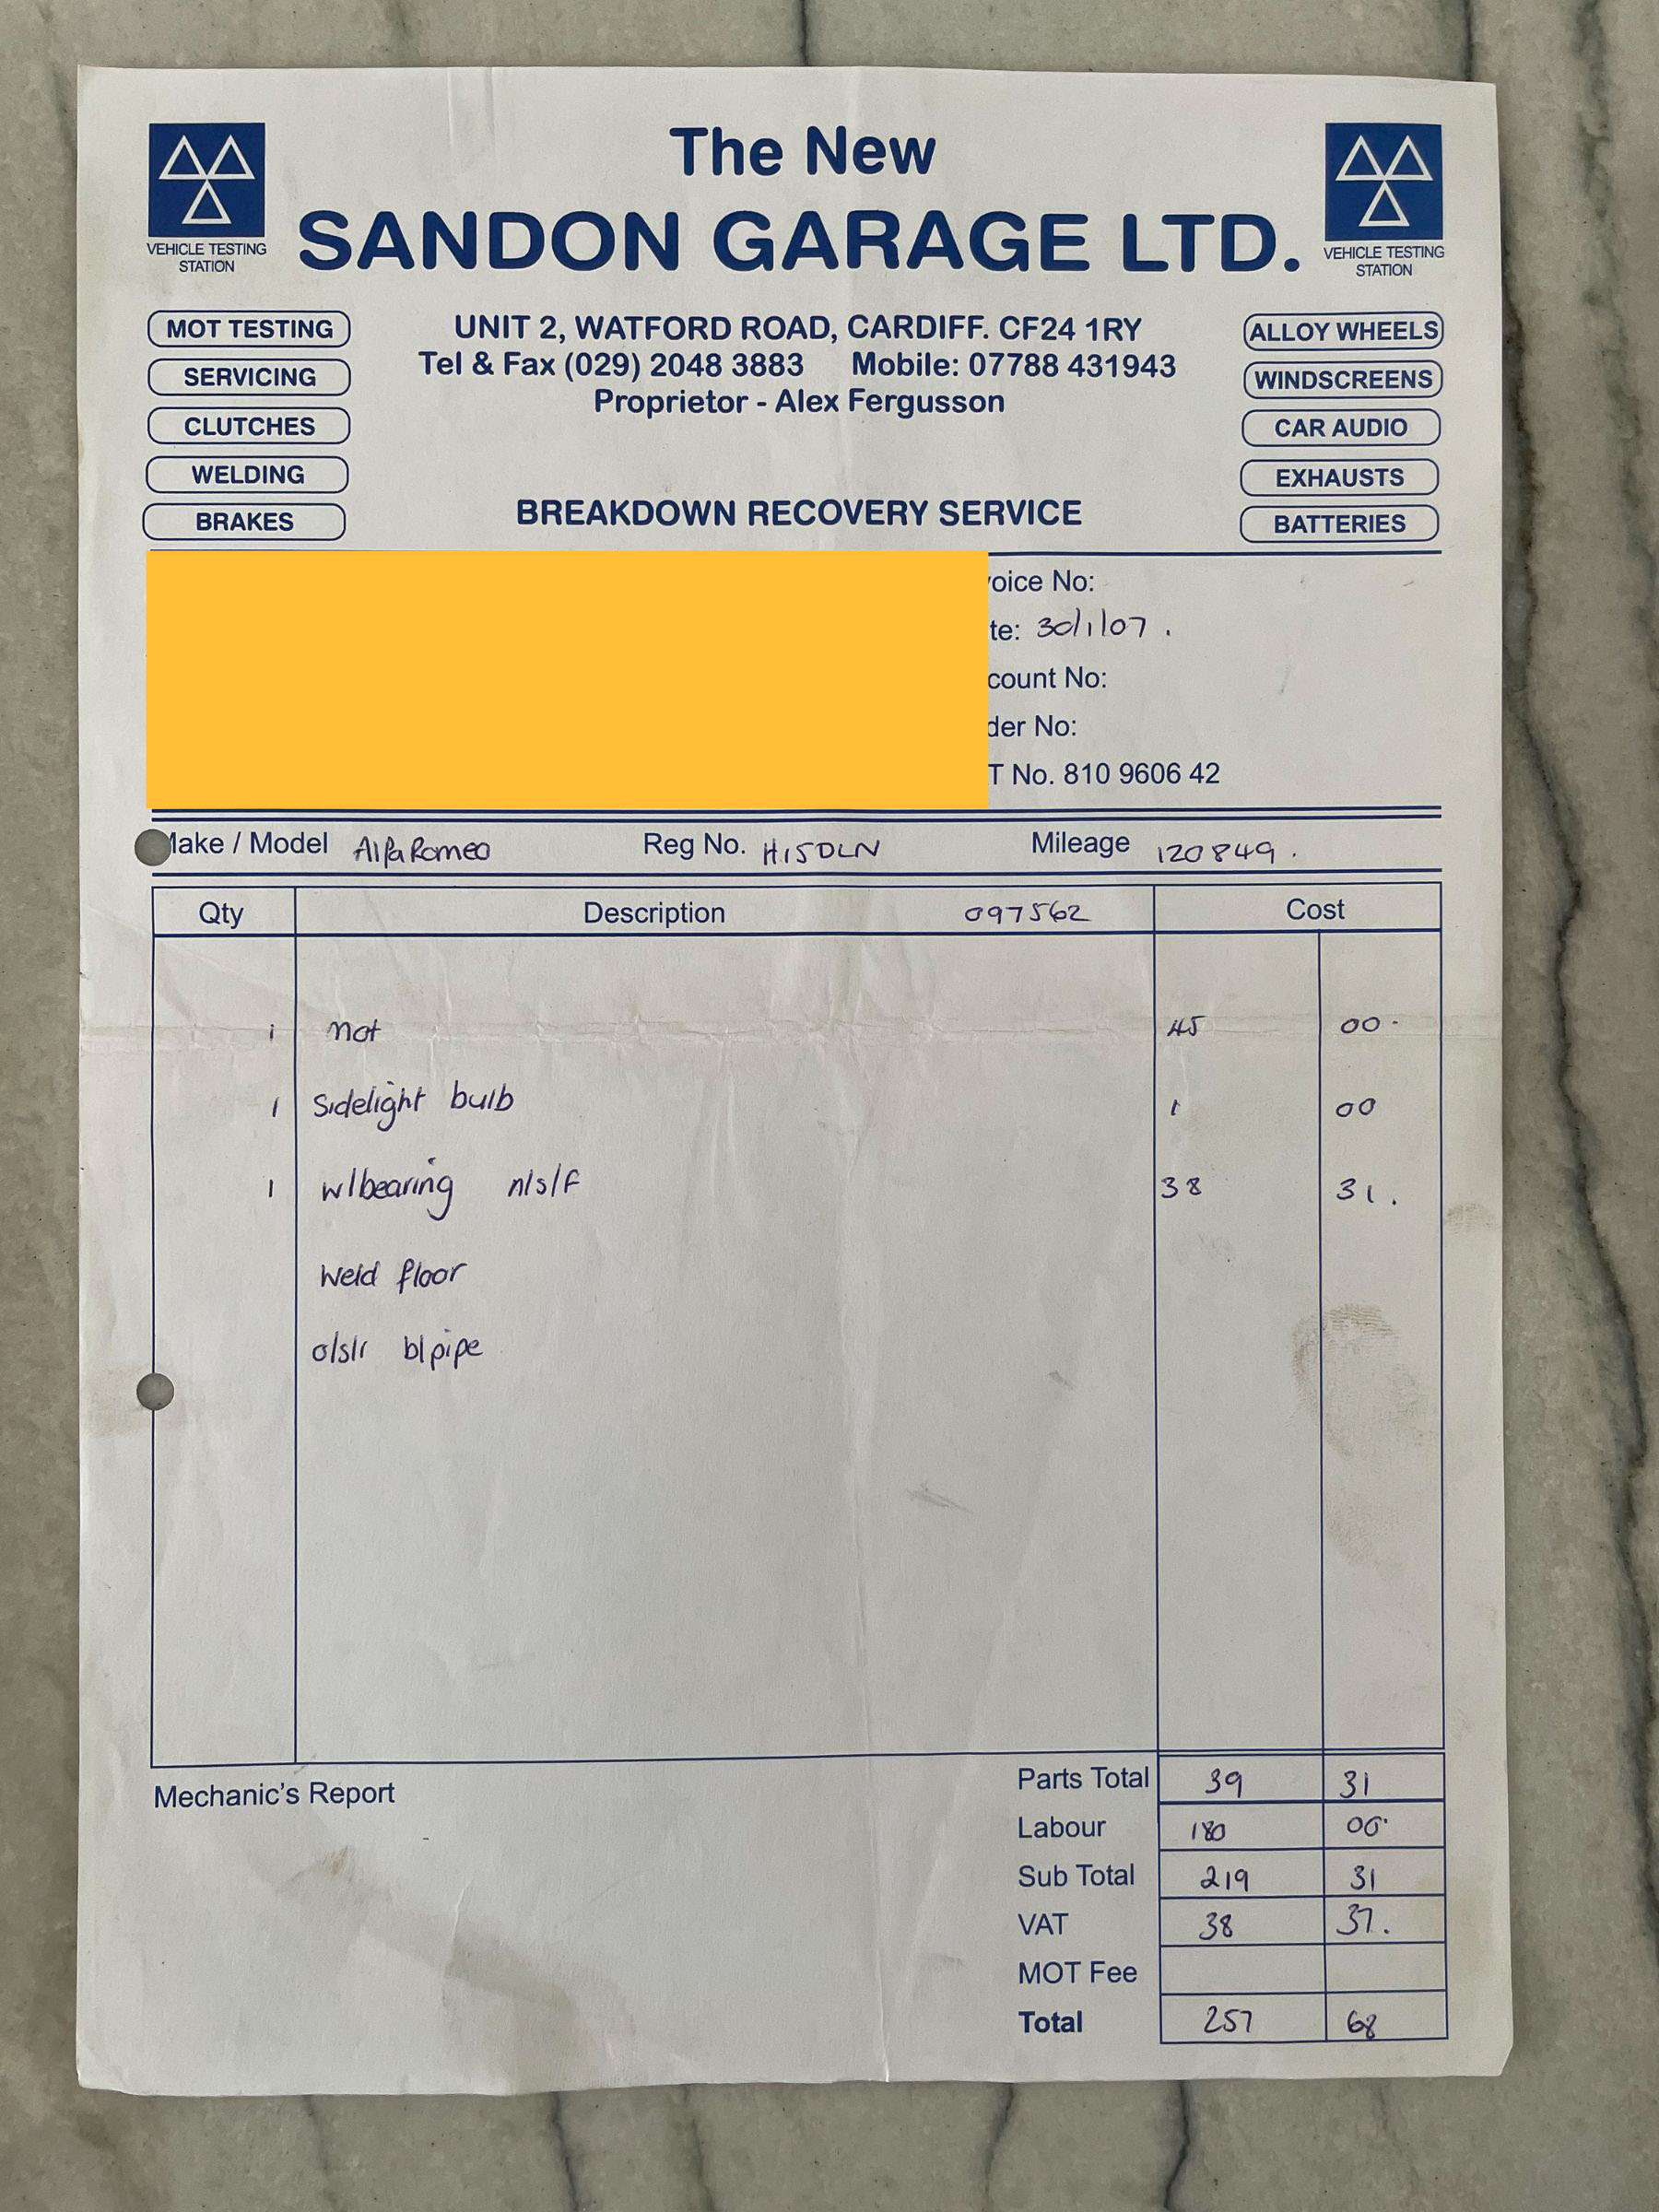 The New
SANDON GARAGE LTD.
VEHICLE TESTING
STATION
VEHICLE TESTING
STATION
MOT TESTING
SERVICING
CLUTCHES
WELDING
BRAKES
UNIT 2, WATFORD ROAD, CARDIFF. CF24 1RY
Tel & Fax (029) 2048 3883 Mobile: 07788 431943
Proprietor - Alex Fergusson
BREAKDOWN RECOVERY SERVICE
ALLOY WHEELS
WINDSCREENS
CAR AUDIO
EXHAUSTS
BATTERIES
voice No:
te: 30/1/07.
count No:
der No:
T No. 810 9606 42
Make / Model Alfa Romeo Reg No. H15DLN Mileage 120849.
Qty Description 097562 Cost
1 mot 45 00
1 Sidelight bulb 1 00
1 w/bearing n/s/f 38 31.
Weld floor
o/s/r b/pipe
Mechanic's Report
Parts Total 39 31
Labour 180 00
Sub Total 219 31
VAT 38 37.
MOT Fee
Total 257 68